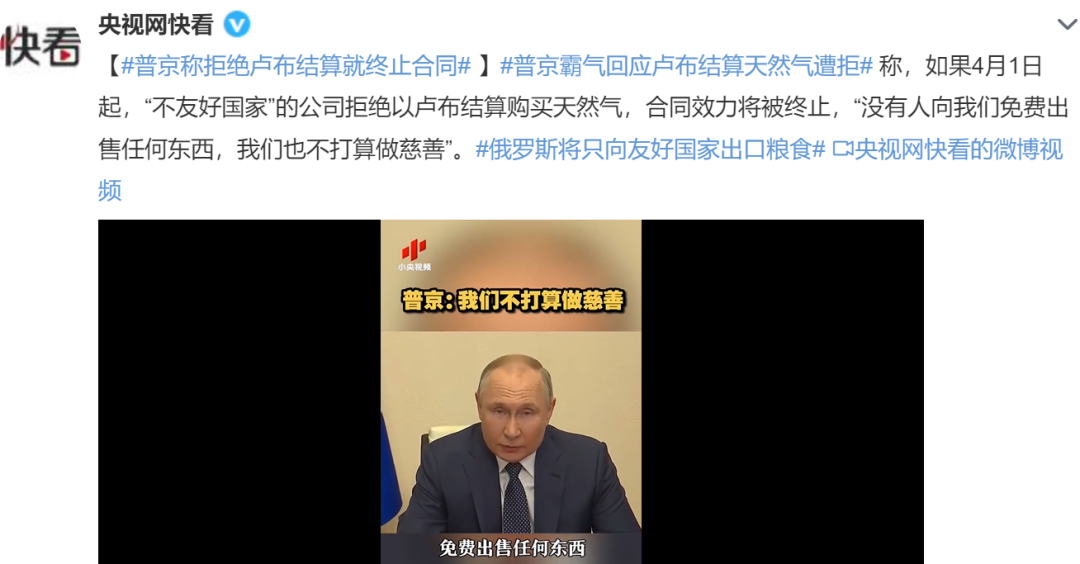 快看
央视网快看
【#普京称拒绝卢布结算就终止合同# 】#普京霸气回应卢布结算天然气遭拒# 称，如果4月1日
起，“不友好国家”的公司拒绝以卢布结算购买天然气，合同效力将被终止，“没有人向我们免费出
售任何东西，我们也不打算做慈善”。#俄罗斯将只向友好国家出口粮食# 央视网快看的微博视
频
小央视频
普京：我们不打算做慈善
免费出售任何东西